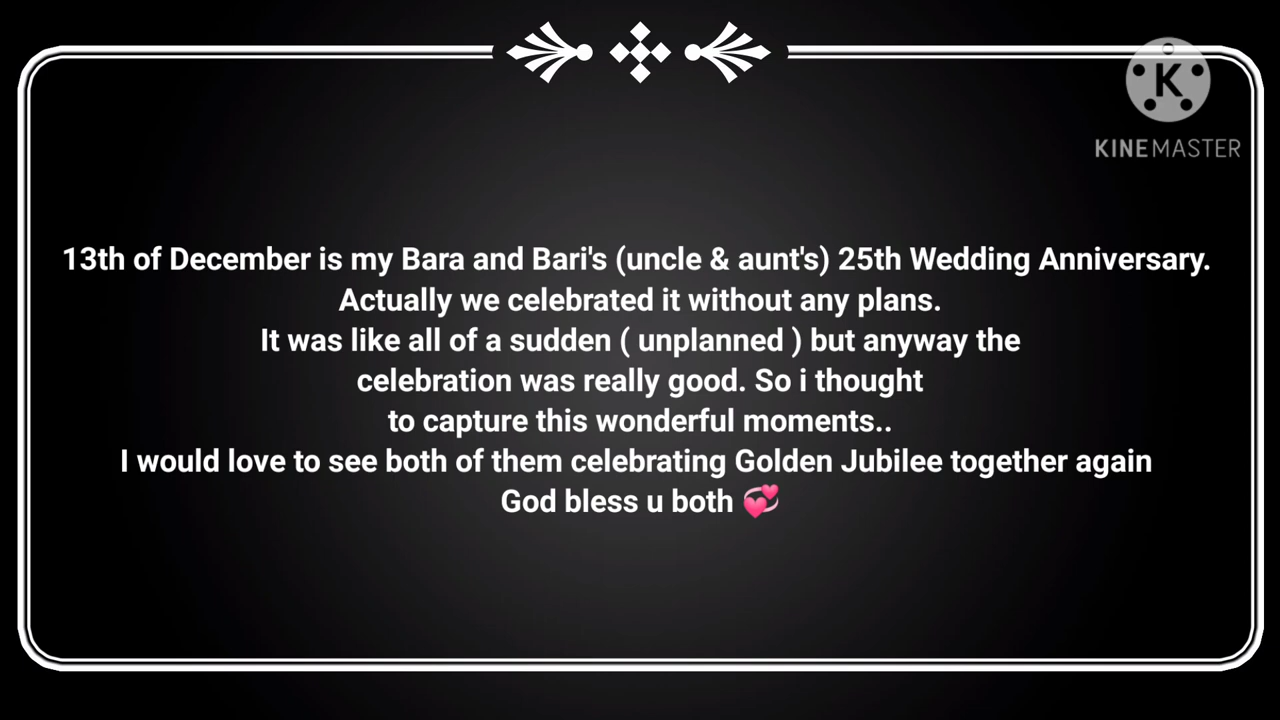 K
KINEMASTER
13th of December is my Bara and Bari's (uncle & aunt's) 25th Wedding Anniversary.
Actually we celebrated it without any plans.
It was like all of a sudden ( unplanned ) but anyway the
celebration was really good. So i thought
to capture this wonderful moments..
I would love to see both of them celebrating Golden Jubilee together again
God bless u both 💞